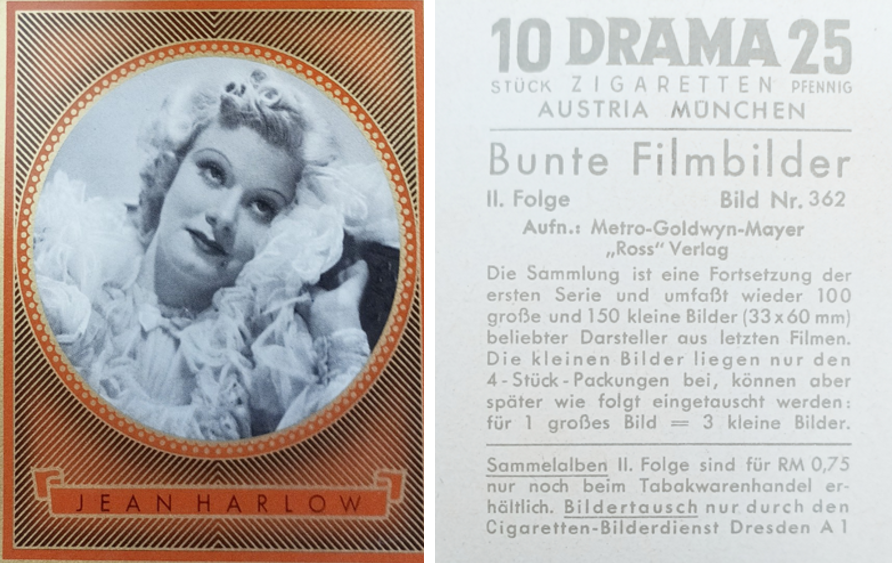 JEAN HARLOW
10 DRAMA 25
STÜCK ZIGARETTEN PFENNIG
AUSTRIA MÜNCHEN
Bunte Filmbilder
II. Folge Bild Nr. 362
Aufn.: Metro-Goldwyn-Mayer
„Ross“ Verlag
Die Sammlung ist eine Fortsetzung der
ersten Serie und umfaßt wieder 100
große und 150 kleine Bilder (33x60 mm)
beliebter Darsteller aus letzten Filmen.
Die kleinen Bilder liegen nur den
4-Stück-Packungen bei, können aber
später wie folgt eingetauscht werden:
für 1 großes Bild = 3 kleine Bilder.
Sammelalben II. Folge sind für RM 0,75
nur noch beim Tabakwarenhandel er-
hältlich. Bildertausch nur durch den
Cigaretten-Bilderdienst Dresden A 1